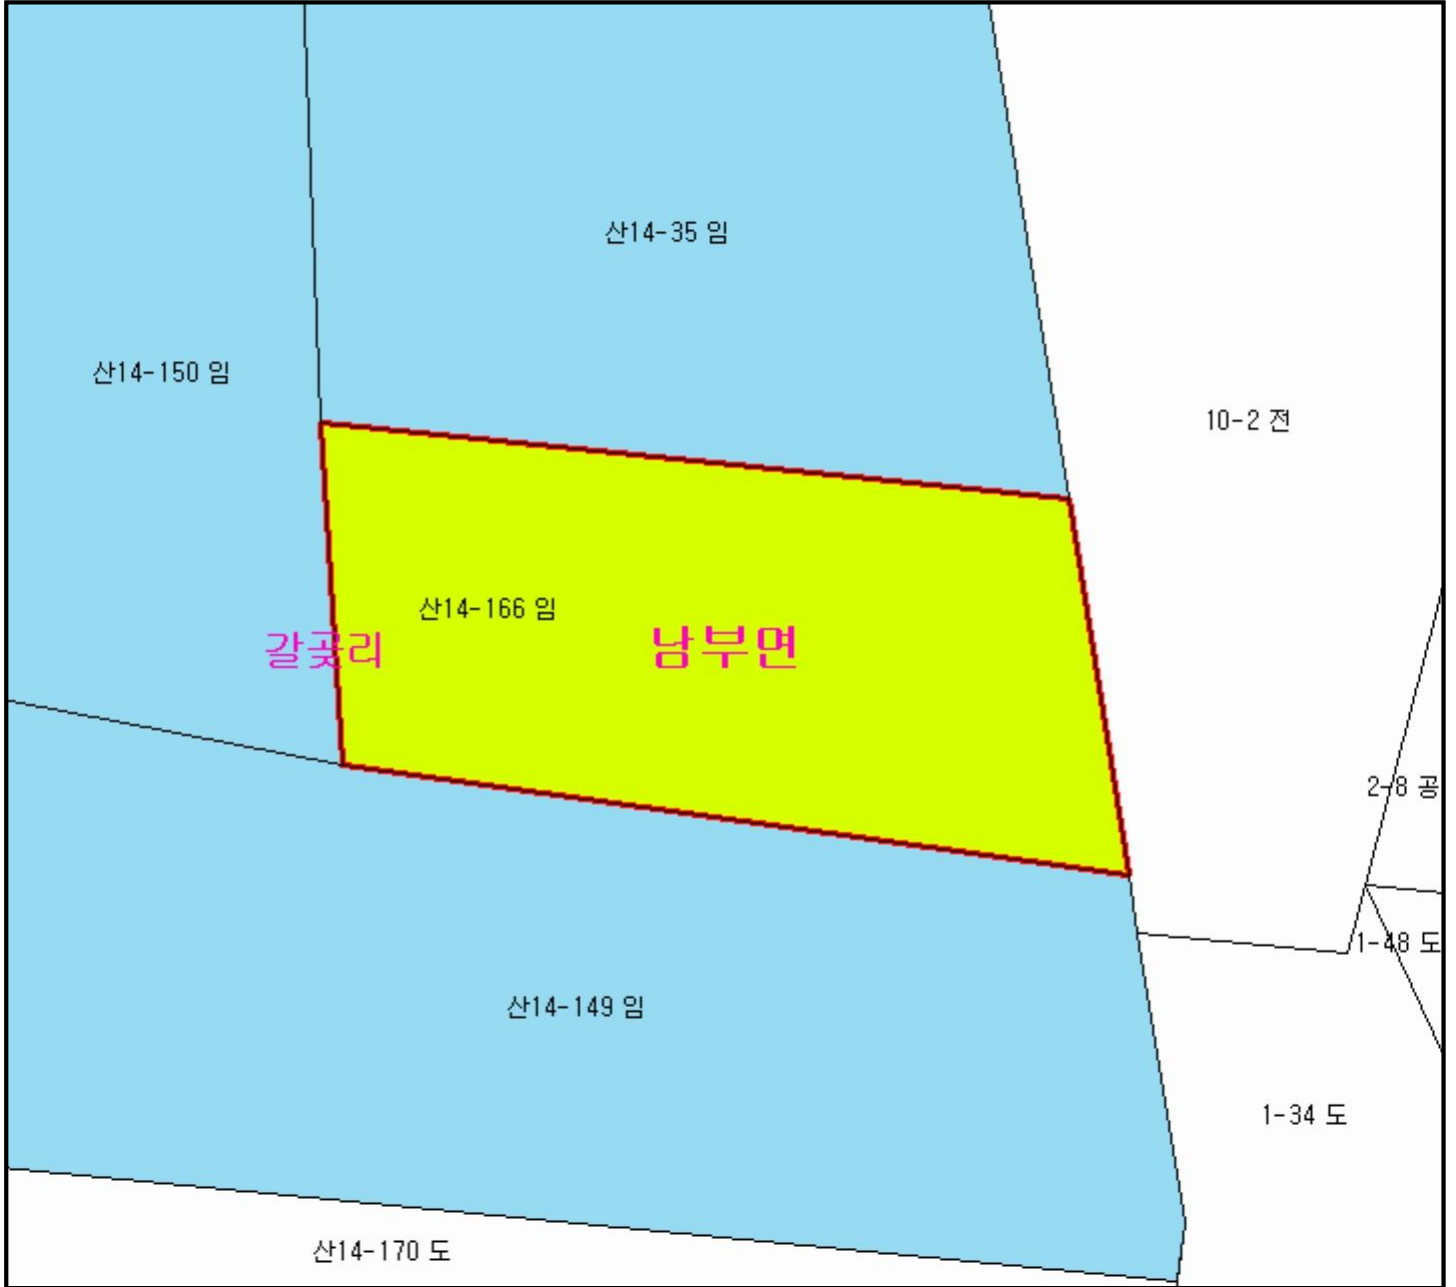 산14-35 임
산14-150 임
10-2 전
산14-166 임
갈곶리
남부면
2-8 공
1-48 도
산14-149 임
1-34 도
산14-170 도